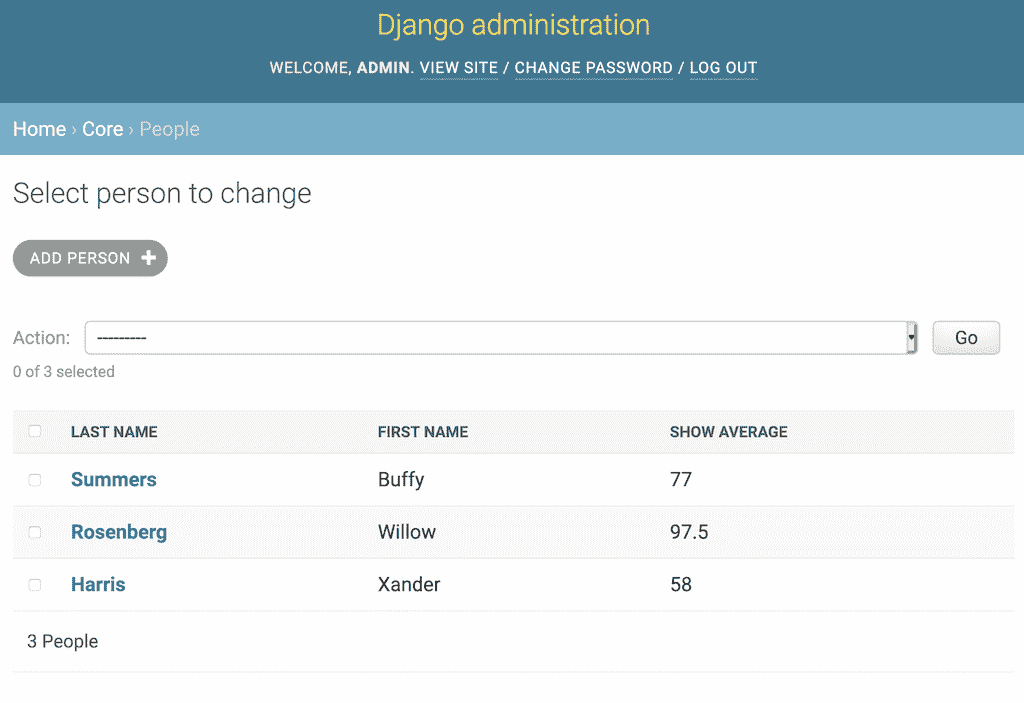 Django administration
WELCOME, ADMIN. VIEW SITE / CHANGE PASSWORD / LOG OUT
Home › Core › People
Select person to change
ADD PERSON +
Action: --------- Go
0 of 3 selected
LAST NAME FIRST NAME SHOW AVERAGE
Summers Buffy 77
Rosenberg Willow 97.5
Harris Xander 58
3 People